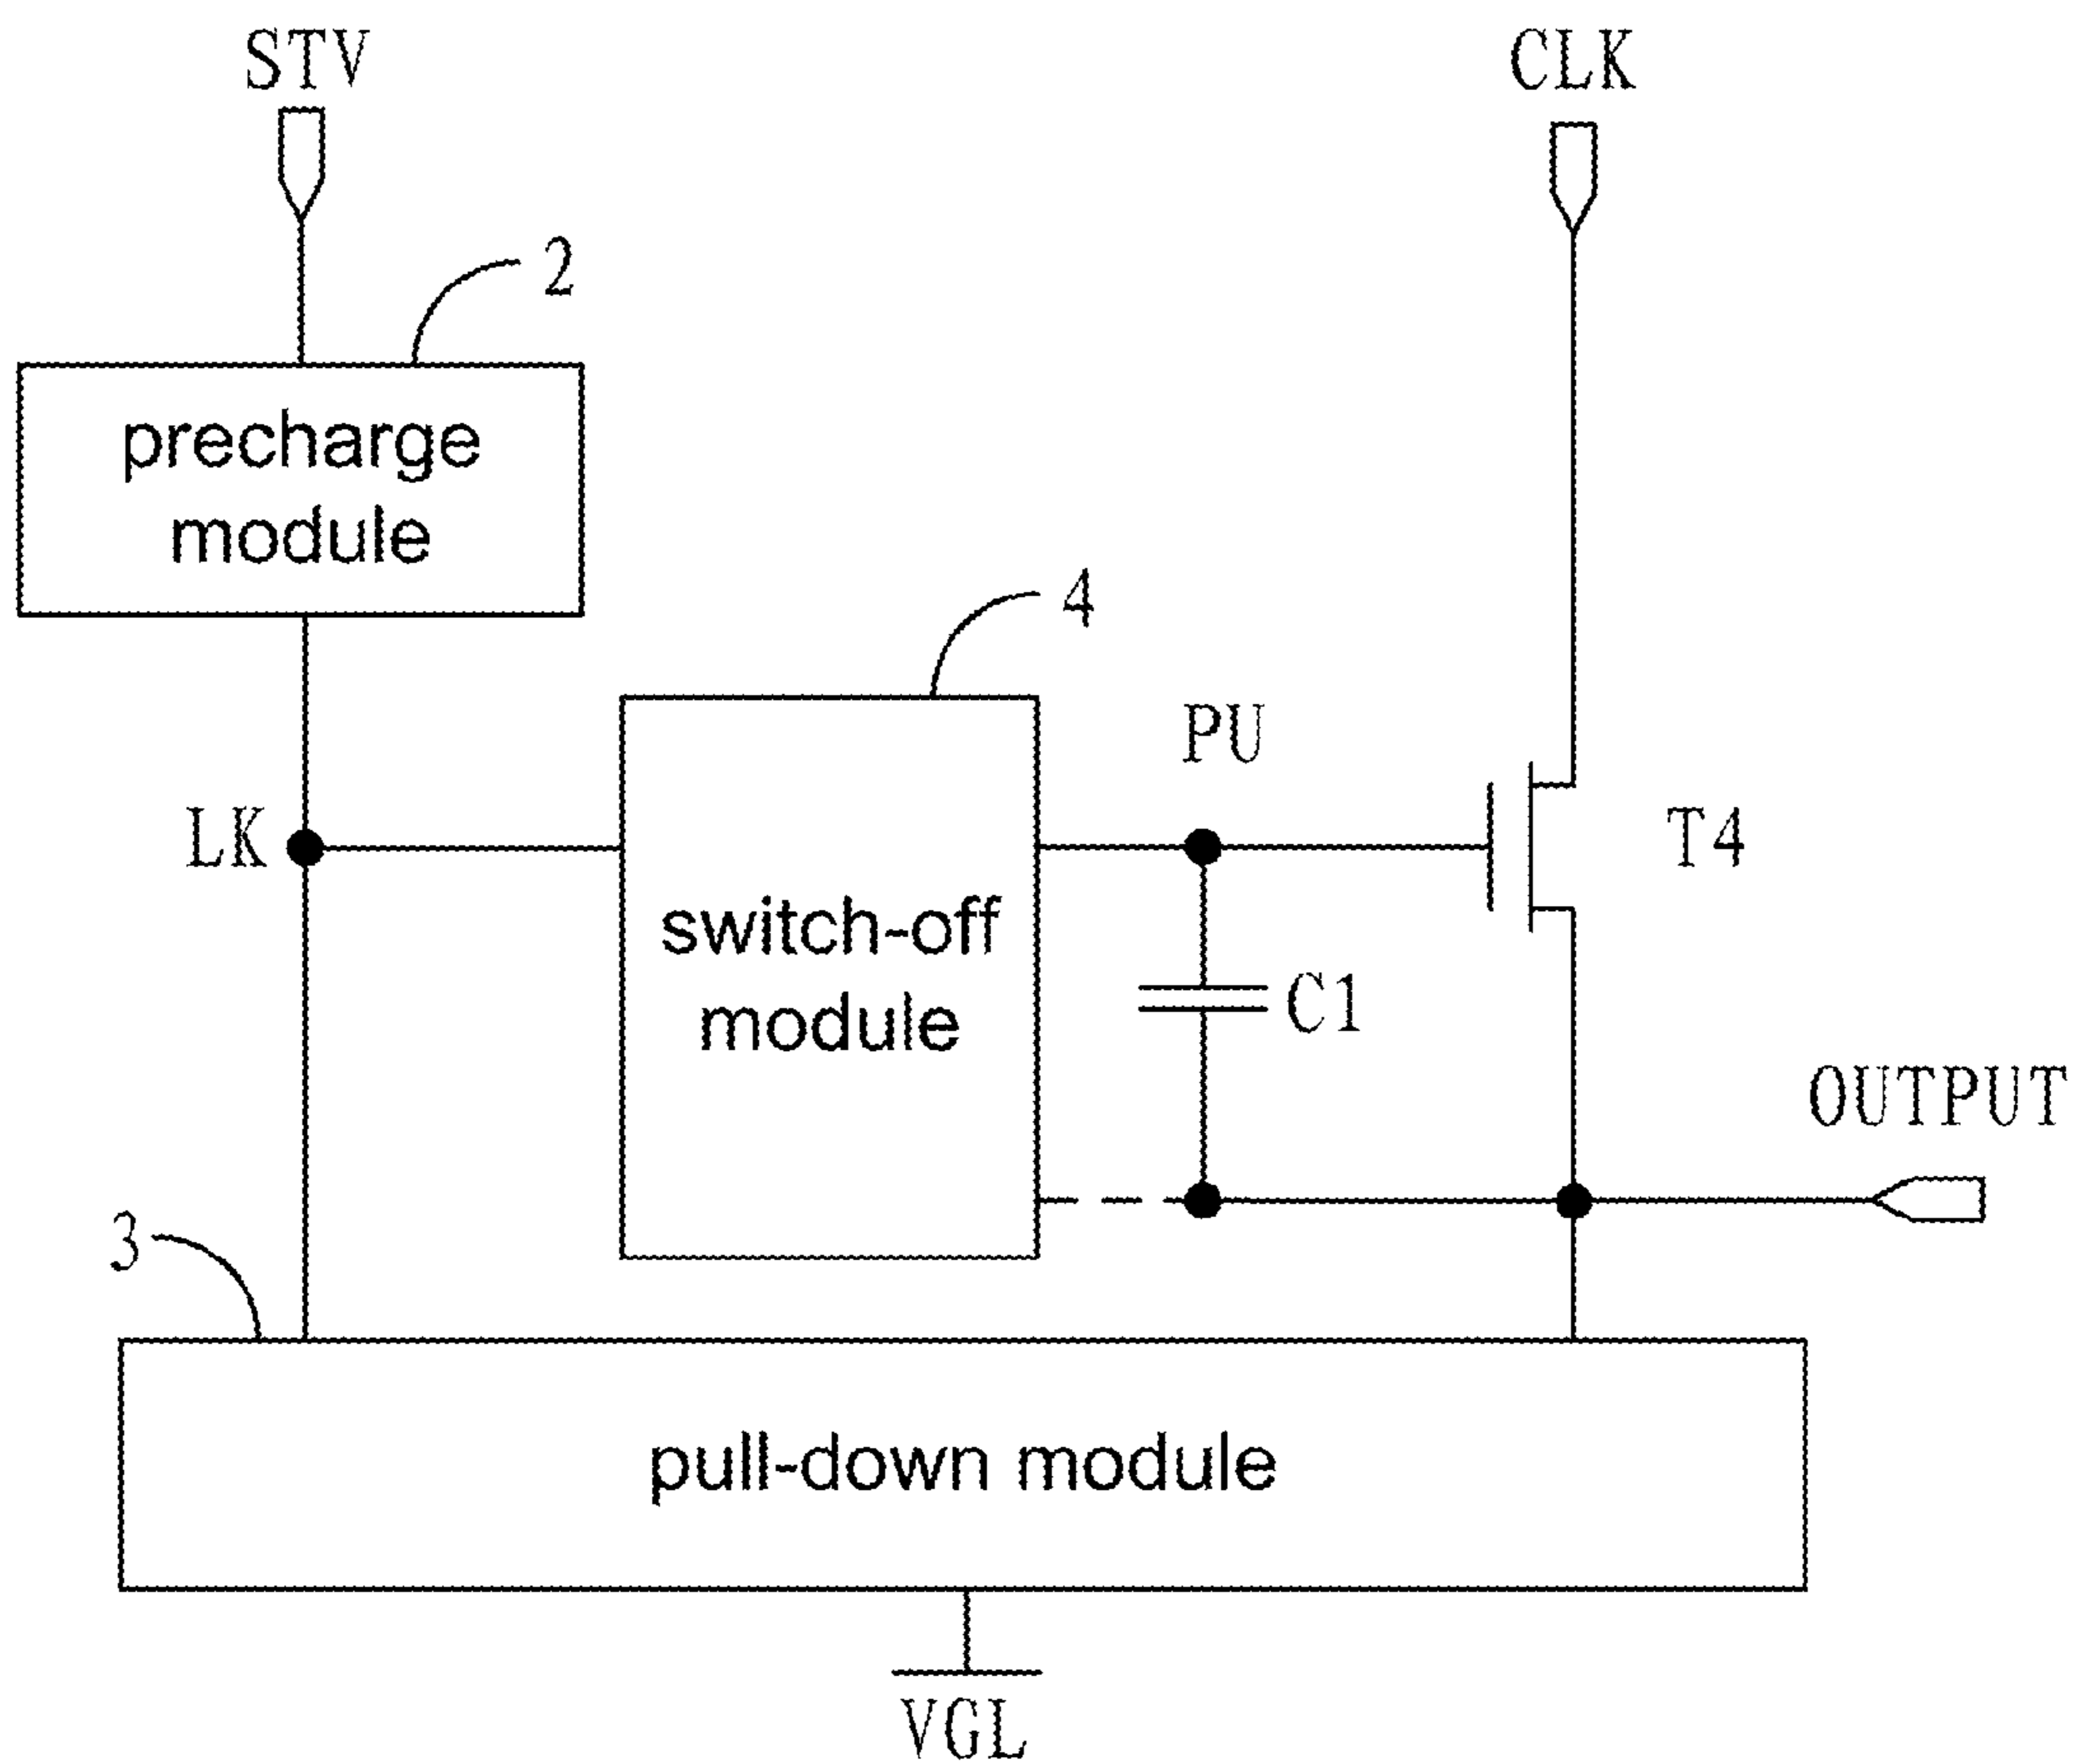 STV
CLK
2
precharge
module
4
PU
LK
T4
switch-off
module
C1
OUTPUT
3
pull-down module
VGL